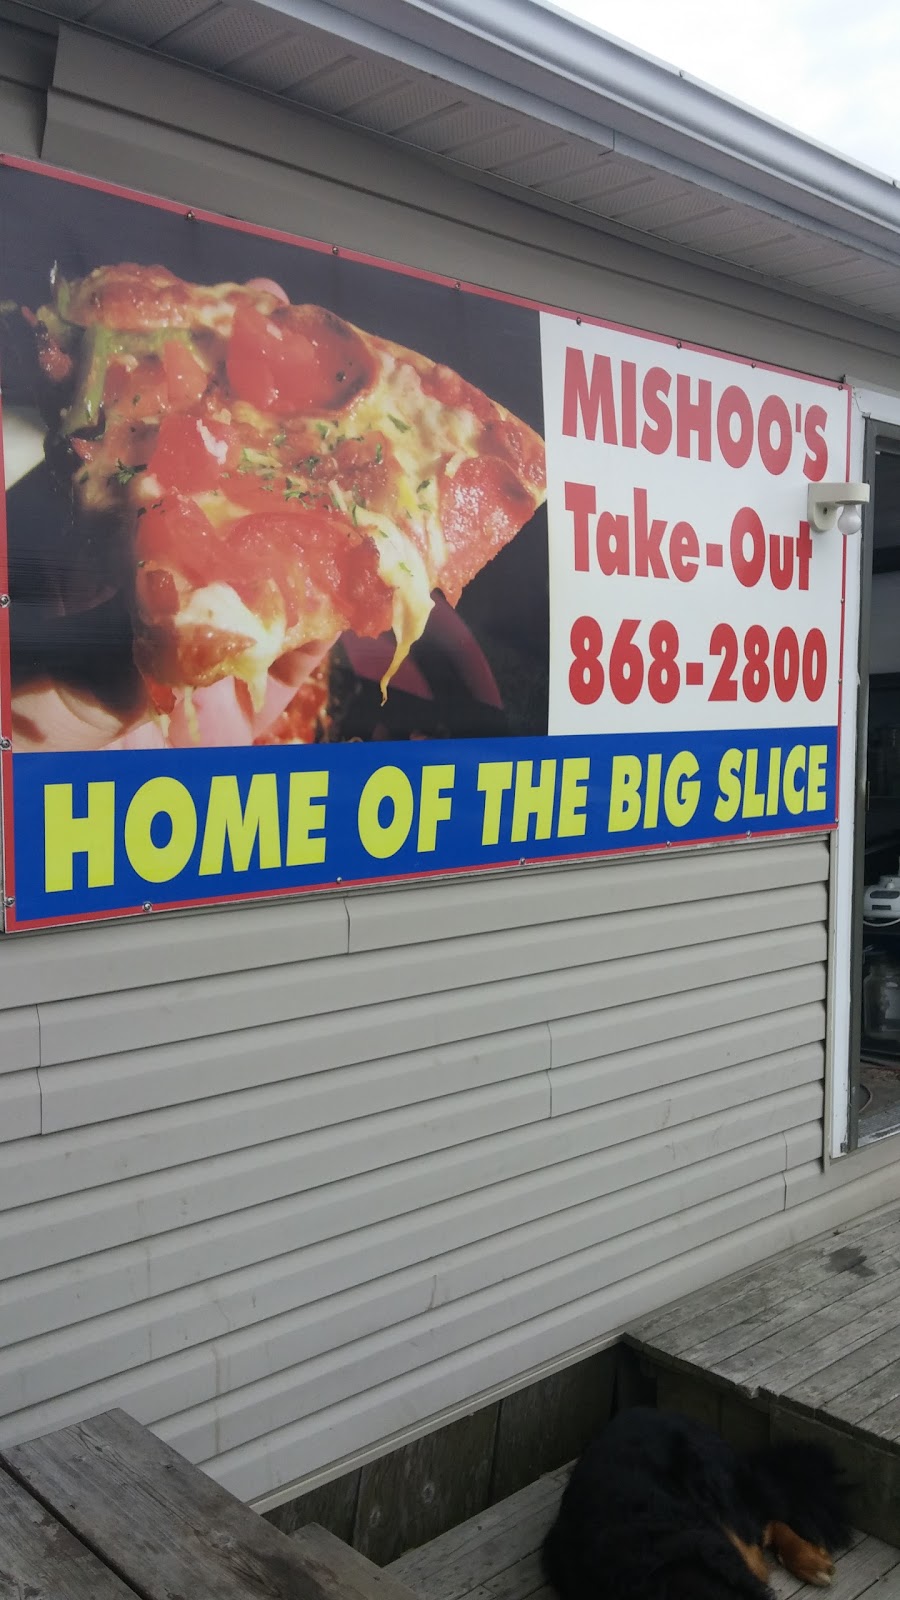 MISHOO'S
Take-Out
868-2800
HOME OF THE BIG SLICE